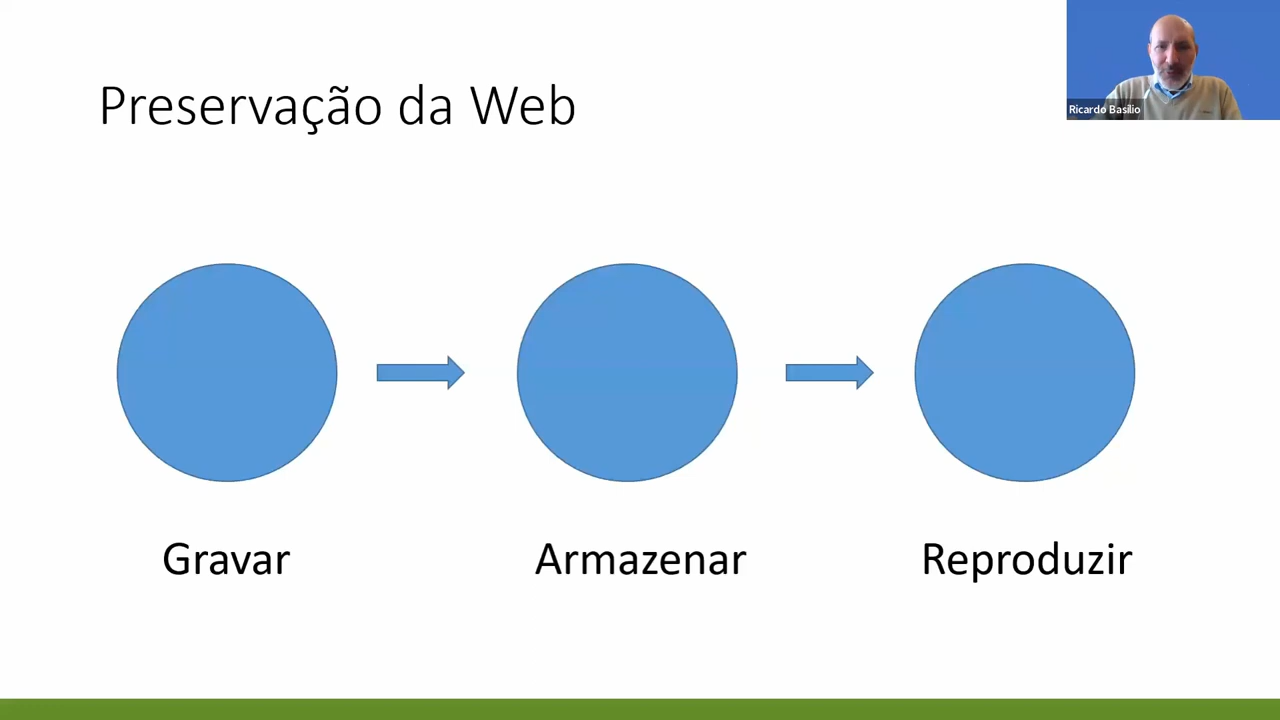 Preservação da Web
Ricardo Basílio
Gravar
Armazenar
Reproduzir